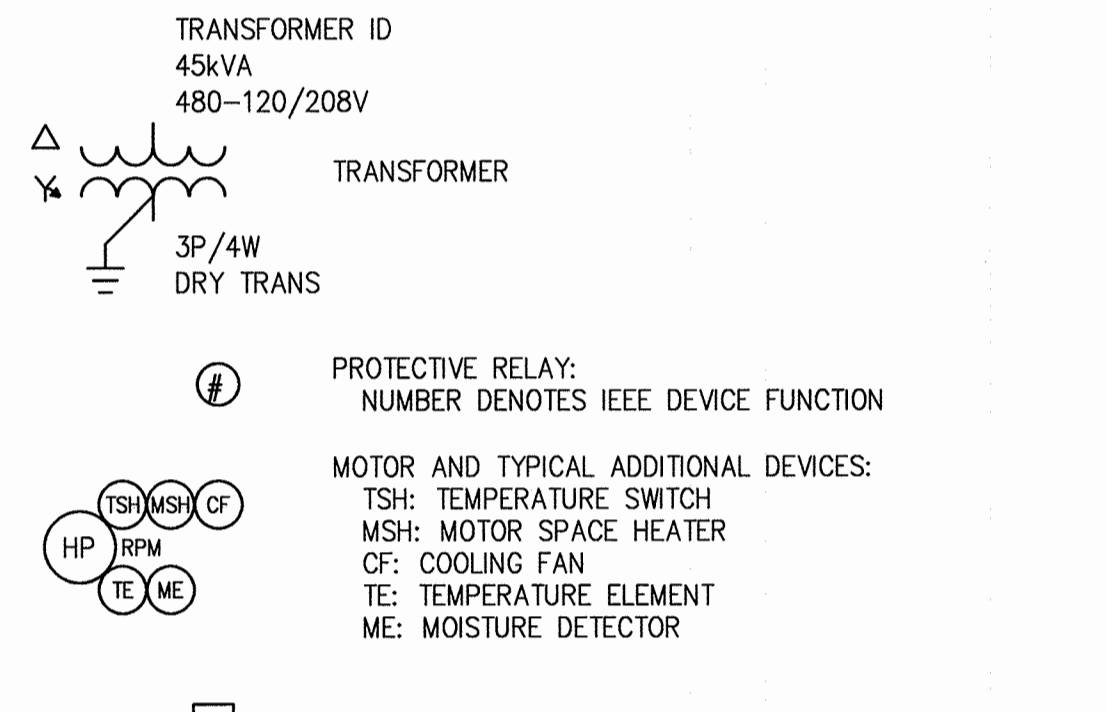 TRANSFORMER ID
45kVA
480-120/208V
Δ
Y
TRANSFORMER
3P/4W
DRY TRANS
#
PROTECTIVE RELAY:
NUMBER DENOTES IEEE DEVICE FUNCTION
MOTOR AND TYPICAL ADDITIONAL DEVICES:
TSH MSH CF
TSH: TEMPERATURE SWITCH
MSH: MOTOR SPACE HEATER
HP RPM
CF: COOLING FAN
TE ME
TE: TEMPERATURE ELEMENT
ME: MOISTURE DETECTOR